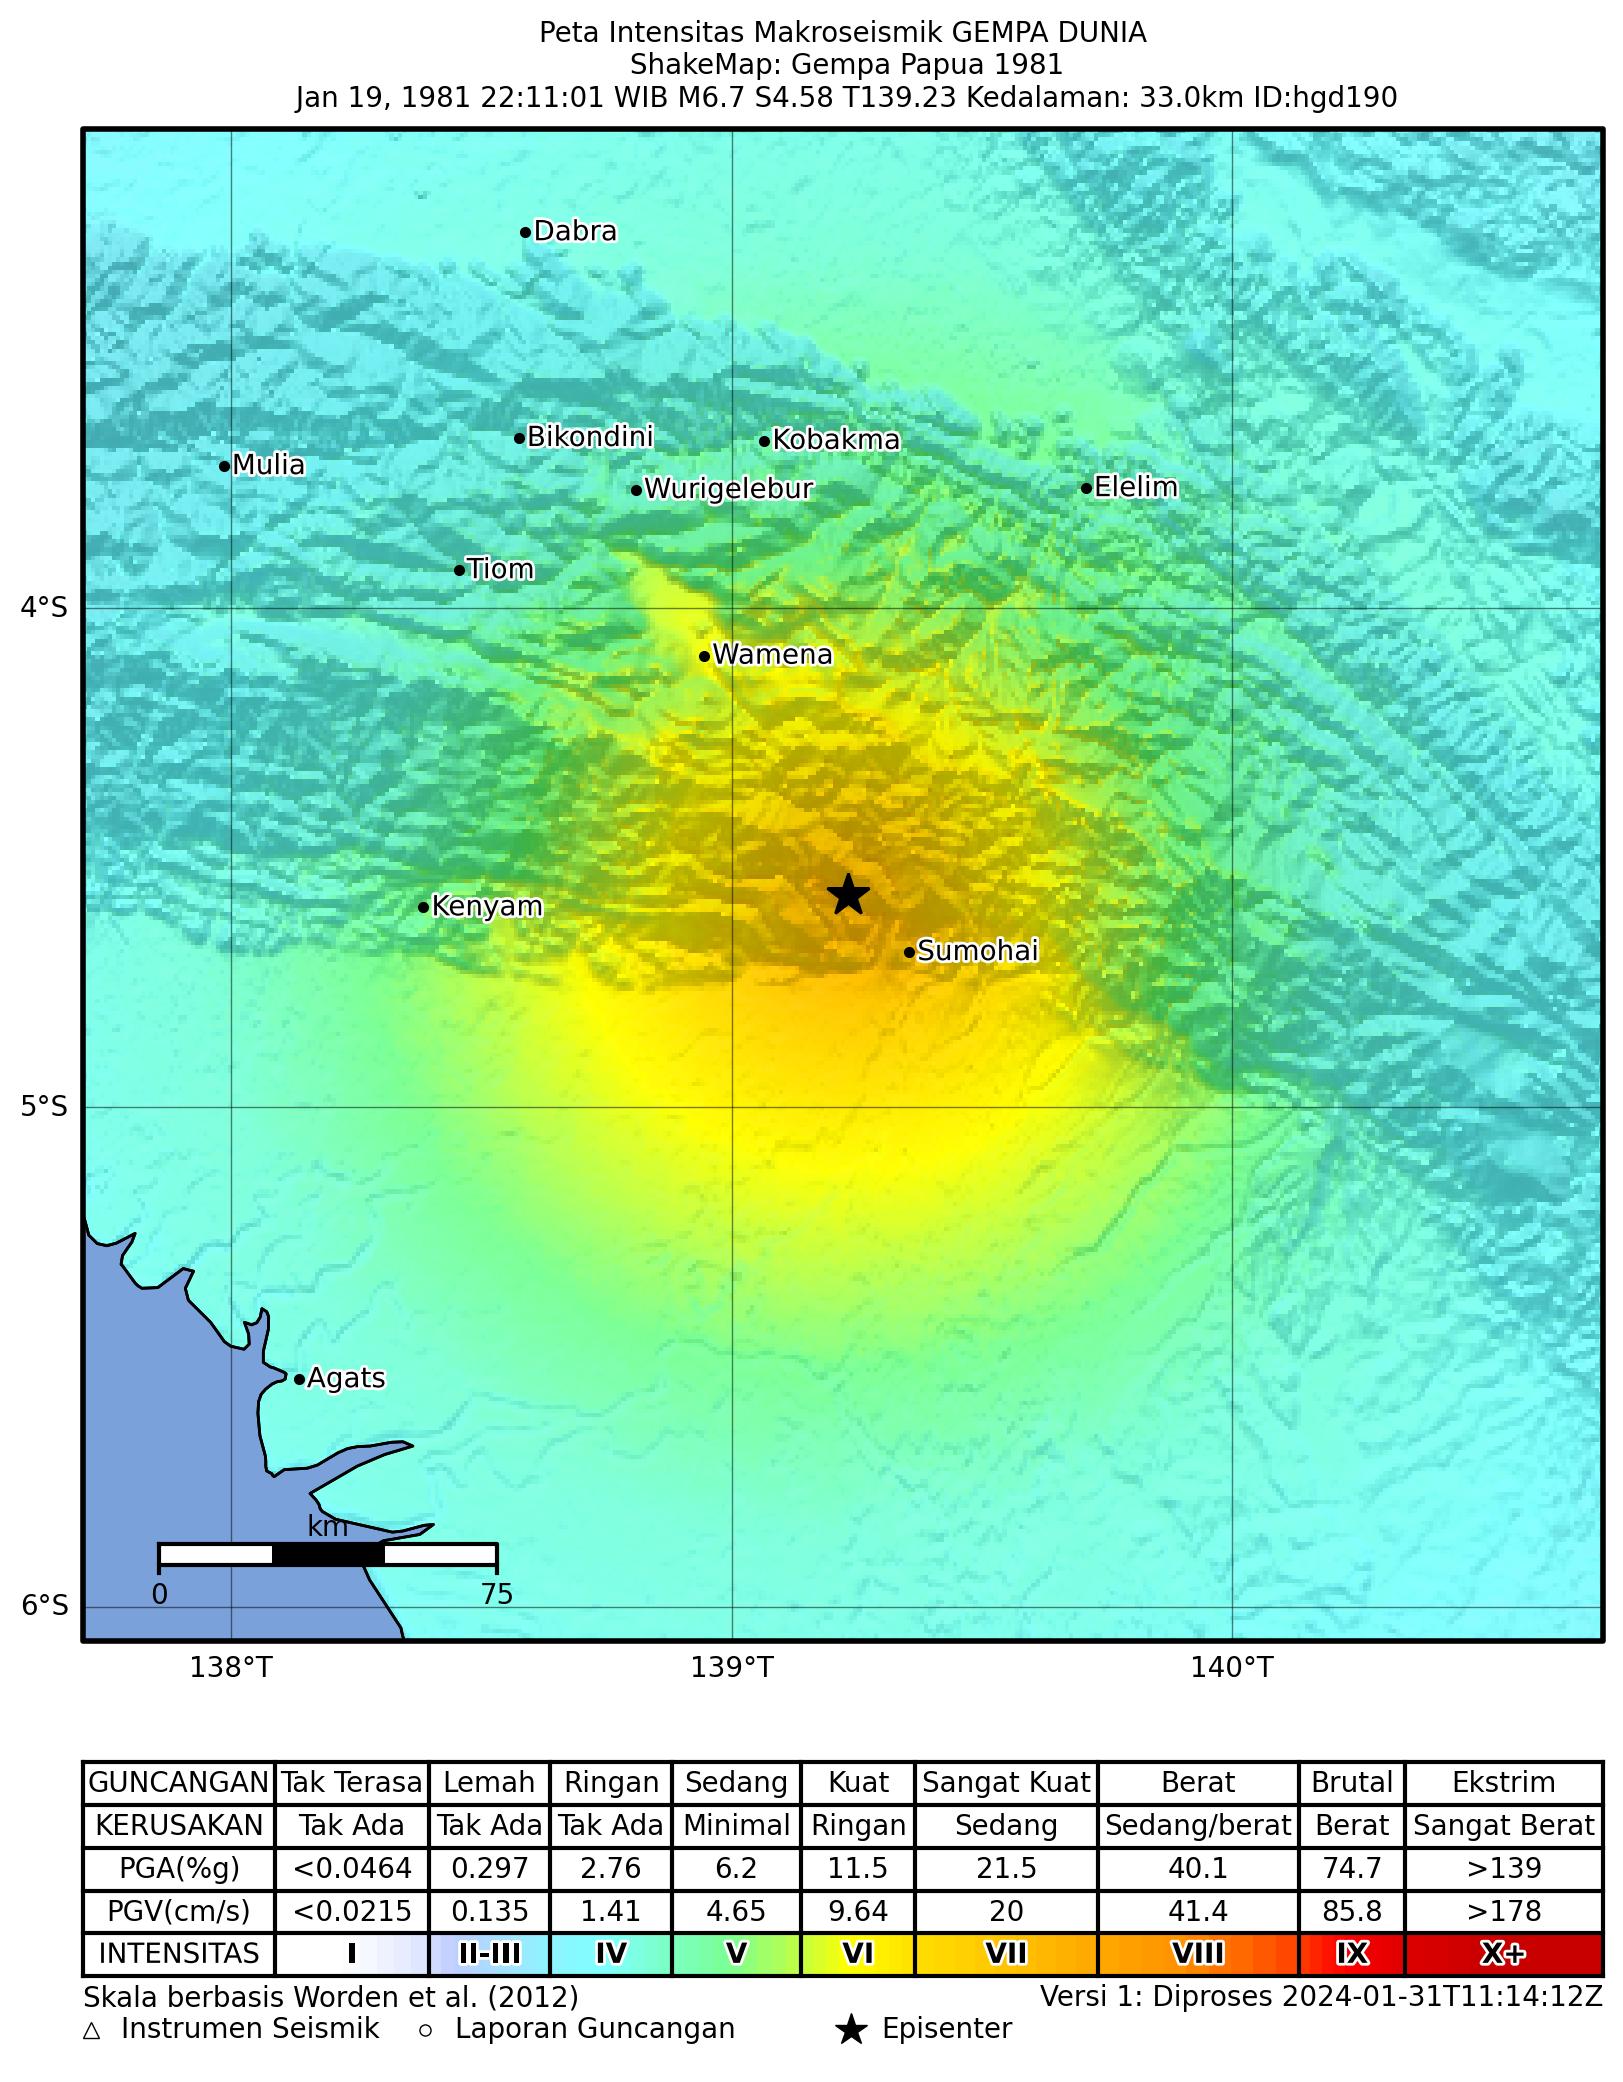 Peta Intensitas Makroseismik GEMPA DUNIA
ShakeMap: Gempa Papua 1981
Jan 19, 1981 22:11:01 WIB M6.7 S4.58 T139.23 Kedalaman: 33.0km ID:hgd190
Dabra
Bikondini
Kobakma
Mulia
Wurigelebur
Elelim
Tiom
4°S
Wamena
Kenyam
Sumohai
5°S
Agats
km
0 75
6°S
138°T 139°T 140°T
GUNCANGAN Tak Terasa Lemah Ringan Sedang Kuat Sangat Kuat Berat Brutal Ekstrim
KERUSAKAN Tak Ada Tak Ada Tak Ada Minimal Ringan Sedang Sedang/berat Berat Sangat Berat
PGA(%g) <0.0464 0.297 2.76 6.2 11.5 21.5 40.1 74.7 >139
PGV(cm/s) <0.0215 0.135 1.41 4.65 9.64 20 41.4 85.8 >178
INTENSITAS I II-III IV V VI VII VIII IX X+
Skala berbasis Worden et al. (2012) Versi 1: Diproses 2024-01-31T11:14:12Z
△ Instrumen Seismik ○ Laporan Guncangan ★ Episenter